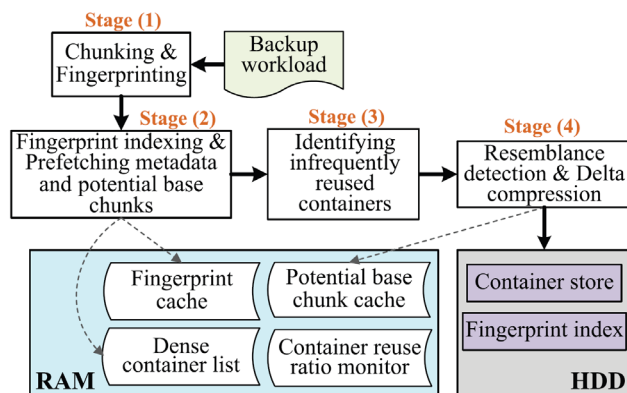 Stage (1)
Chunking &
Fingerprinting
Backup
workload
Stage (2)
Fingerprint indexing &
Prefetching metadata
and potential base
chunks
Stage (3)
Identifying
infrequently
reused
containers
Stage (4)
Resemblance
detection & Delta
compression
Fingerprint
cache
Potential base
chunk cache
Dense
container list
Container reuse
ratio monitor
RAM
Container store
Fingerprint index
HDD